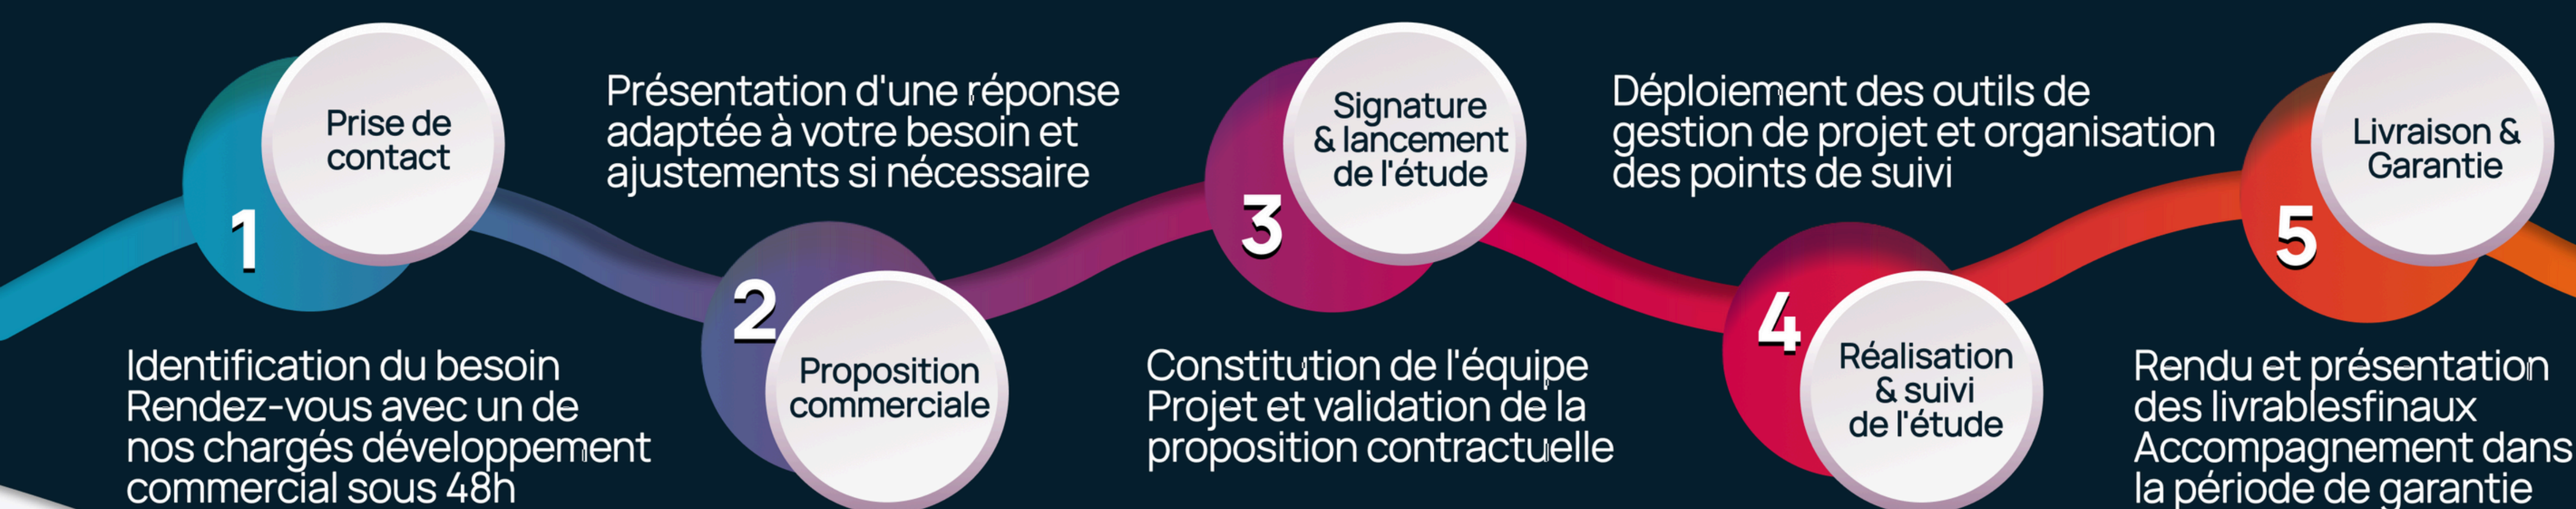 1
Prise de
contact
Identification du besoin
Rendez-vous avec un de
nos chargés développement
commercial sous 48h
Présentation d'une réponse
adaptée à votre besoin et
ajustements si nécessaire
2
Proposition
commerciale
3
Signature
& lancement
de l'étude
Constitution de l'équipe
Projet et validation de la
proposition contractuelle
Déploiement des outils de
gestion de projet et organisation
des points de suivi
4
Réalisation
& suivi
de l'étude
5
Livraison &
Garantie
Rendu et présentation
des livrablesfinaux
Accompagnement dans
la période de garantie